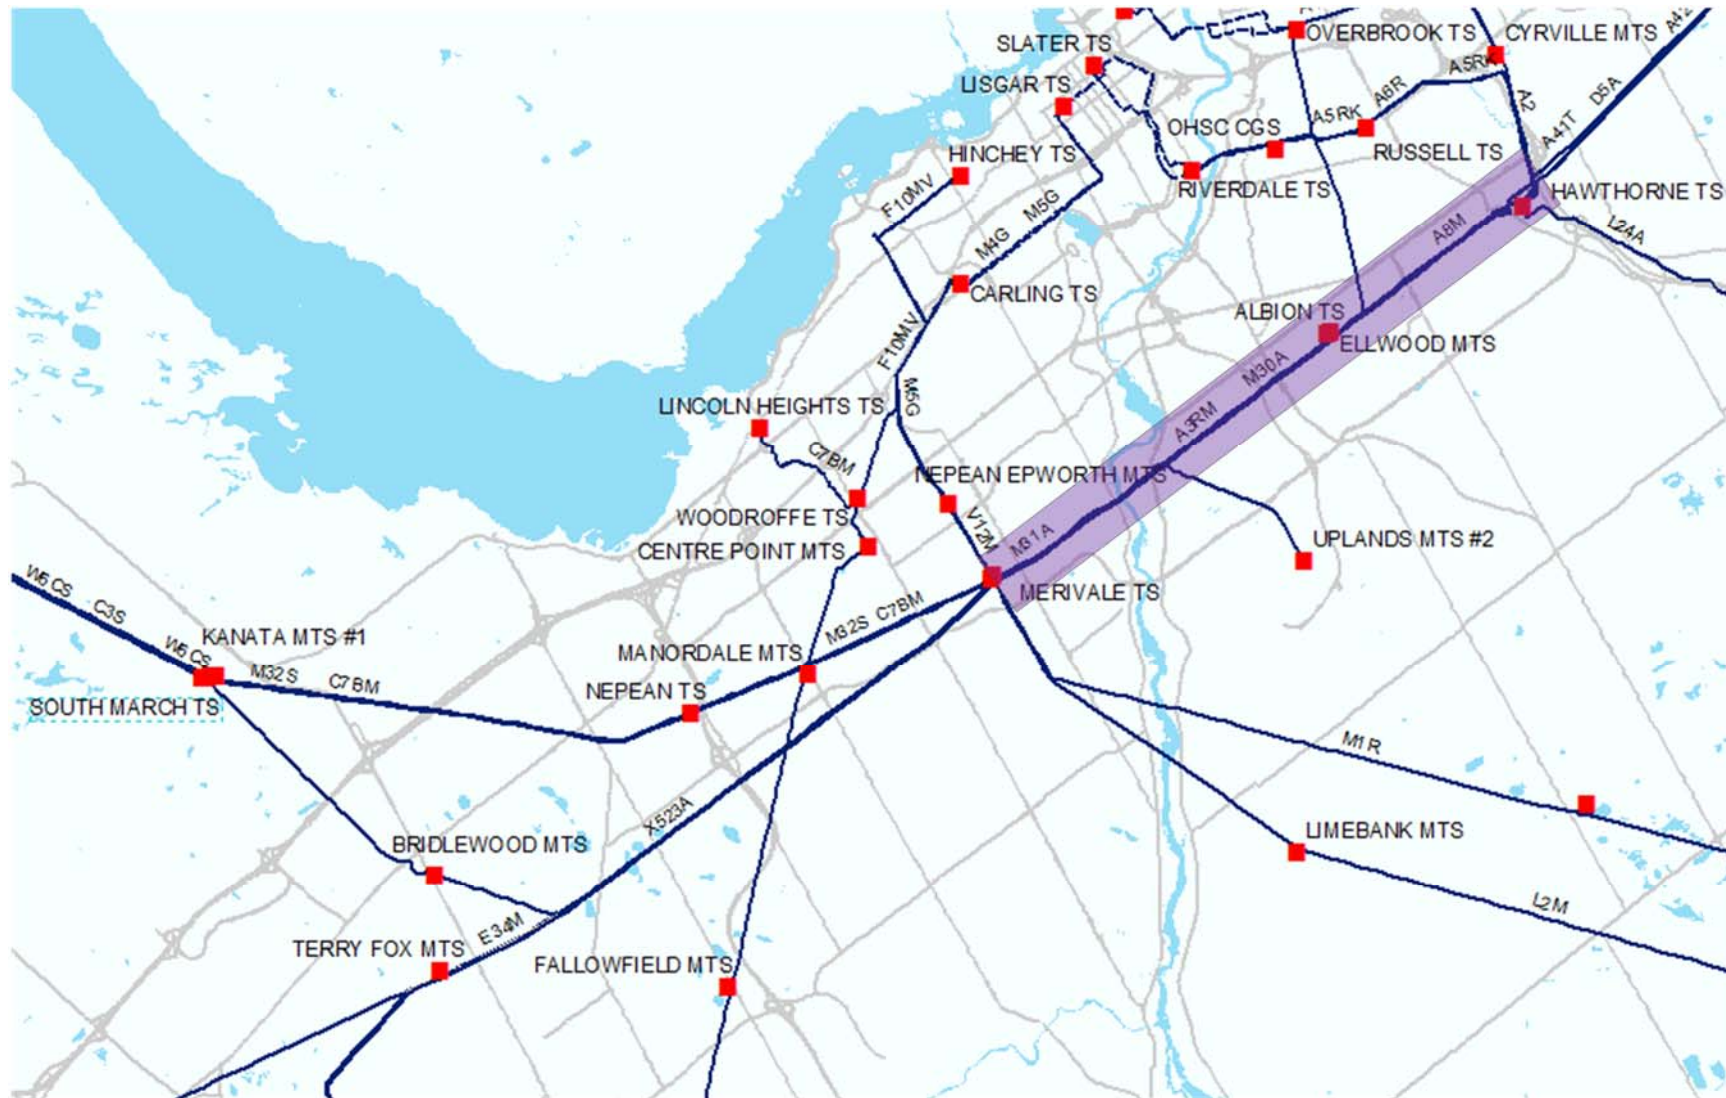 SLATER TS
OVERBROOK TS
CYRVILLE MTS
LISGAR TS
A5RK
A6R
A5RK
A2
D5A
A41T
OHSC CGS
RUSSELL TS
HINCHEY TS
RIVERDALE TS
HAWTHORNE TS
F10MV
M5G
M4G
A8M
L24A
CARLING TS
ALBION TS
ELLWOOD MTS
F10MV
M30A
M5G
LINCOLN HEIGHTS TS
A3RM
C7BM
NEPEAN EPWORTH MTS
WOODROFFE TS
V12M
M31A
CENTRE POINT MTS
UPLANDS MTS #2
MERIVALE TS
W6CS
C3S
W6CS
KANATA MTS #1
M32S
C7BM
M32S
C7BM
MANORDALE MTS
NEPEAN TS
SOUTH MARCH TS
M1R
X523A
BRIDLEWOOD MTS
LIMEBANK MTS
L2M
E34M
TERRY FOX MTS
FALLOWFIELD MTS